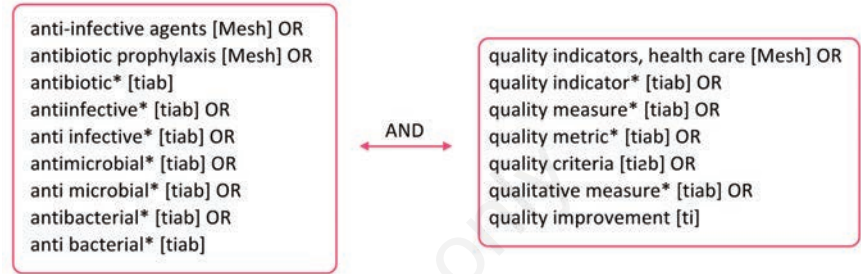 anti-infective agents [Mesh] OR
antibiotic prophylaxis [Mesh] OR
antibiotic* [tiab]
antiinfective* [tiab] OR
anti infective* [tiab] OR
antimicrobial* [tiab] OR
anti microbial* [tiab] OR
antibacterial* [tiab] OR
anti bacterial* [tiab]
AND
quality indicators, health care [Mesh] OR
quality indicator* [tiab] OR
quality measure* [tiab] OR
quality metric* [tiab] OR
quality criteria [tiab] OR
qualitative measure* [tiab] OR
quality improvement [ti]
only